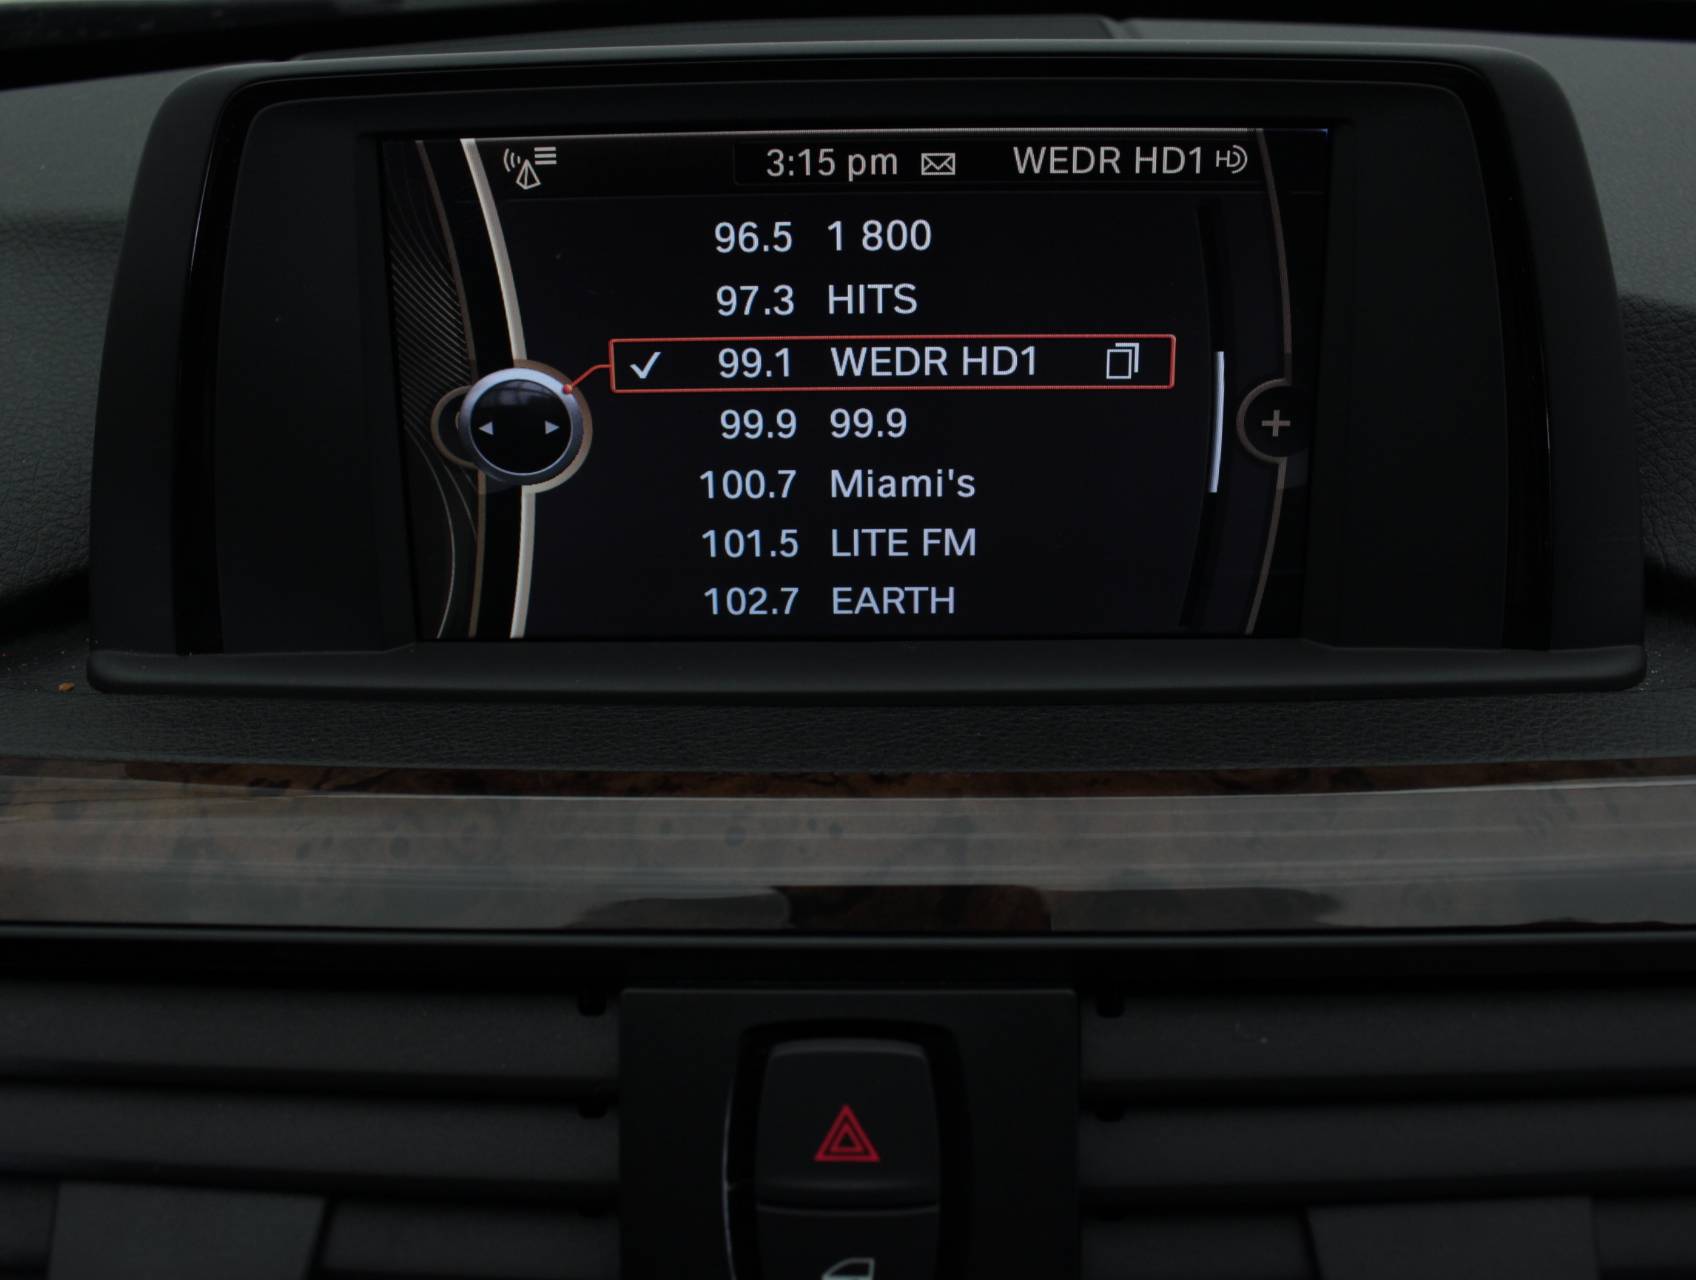 3:15 pm WEDR HD1 HD
96.5 1 800
97.3 HITS
99.1 WEDR HD1
99.9 99.9
100.7 Miami's
101.5 LITE FM
102.7 EARTH